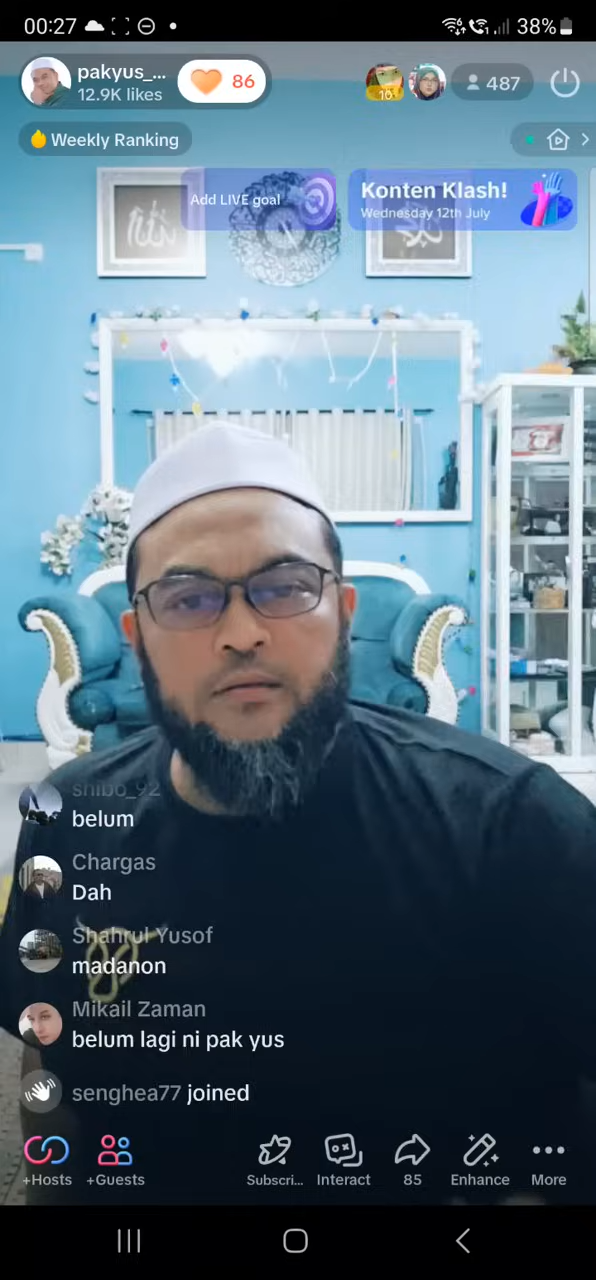 00:27
38%
pakyus_...
12.9K likes
86
10
487
Weekly Ranking
Add LIVE goal
Konten Klash!
Wednesday 12th July
shibo_92
belum
Chargas
Dah
Shahrul Yusof
madanon
Mikail Zaman
belum lagi ni pak yus
senghea77 joined
+Hosts
+Guests
Subscri...
Interact
85
Enhance
More